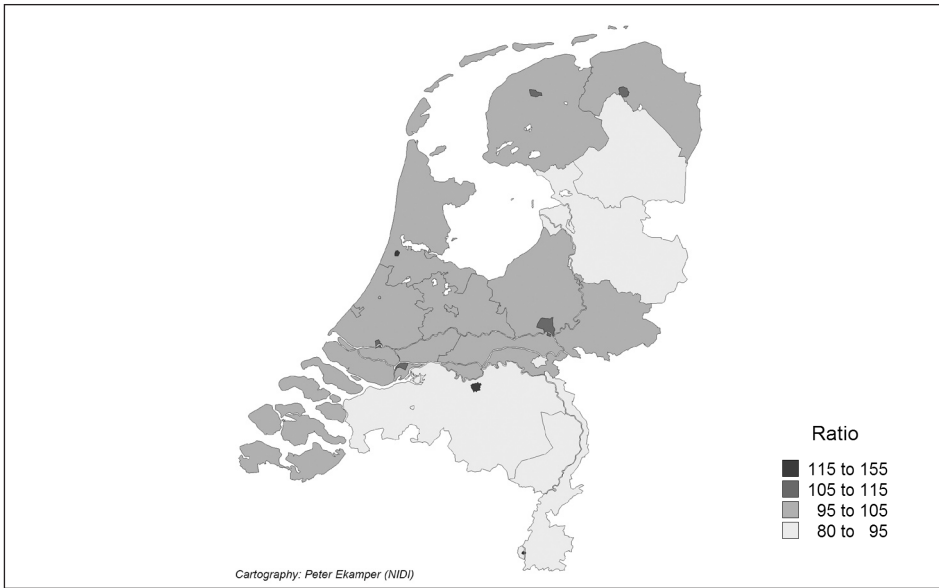 Ratio
115 to 155
105 to 115
95 to 105
80 to 95
Cartography: Peter Ekamper (NIDI)